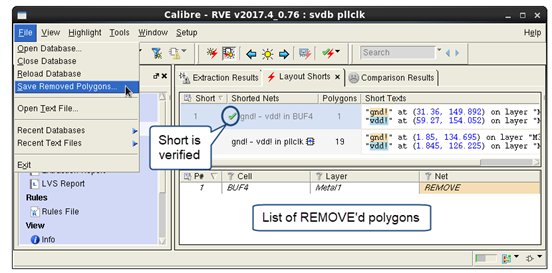 Calibre - RVE v2017.4_0.76 : svdb pllclk
File View Highlight Tools Window Setup Help
Open Database...
Close Database
Reload Database
Save Removed Polygons...
Open Text File...
Recent Databases
Recent Text Files
Exit
LVS Report
Rules
Rules File
View
Info
Search
Extraction Results Layout Shorts x Comparison Results
Short Shorted Nets Polygons Short Texts
1 gnd! - vdd! in BUF4 1 "gnd!" at (31.36, 149.892) on layer "M
"vdd!" at (59.27, 154.052) on layer "M
gnd! - vdd! in pllclk 19 "gnd!" at (1.85, 134.695) on layer "M
"vdd!" at (1.845, 126.225) on layer "M
Short is
verified
P# ? Cell ? Layer ? Net
1 BUF4 Metal1 REMOVE
List of REMOVE'd polygons